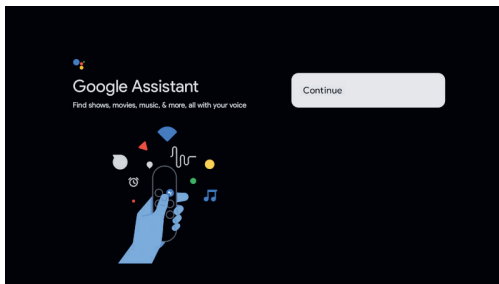 Google Assistant
Find shows, movies, music, & more, all with your voice
Continue